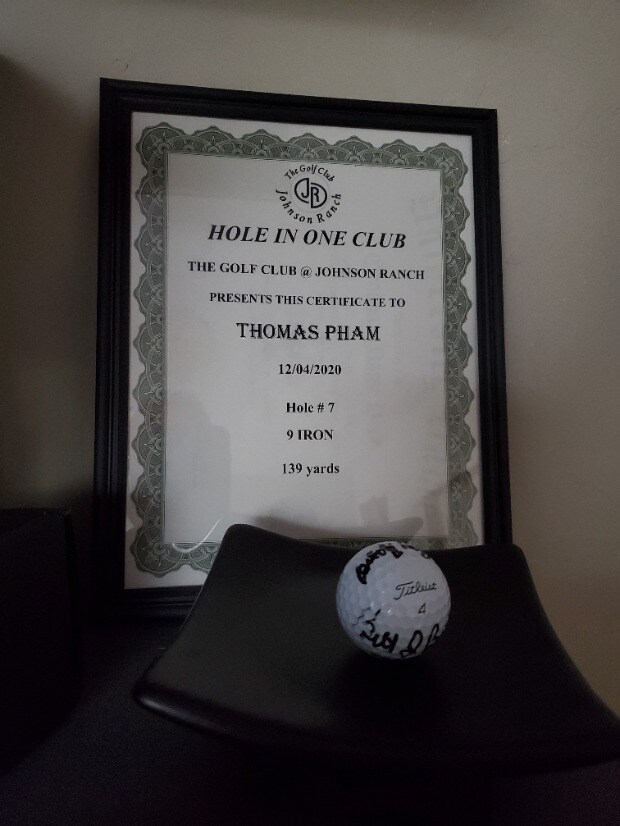 The Golf Club
JR
Johnson Ranch
HOLE IN ONE CLUB
THE GOLF CLUB @ JOHNSON RANCH
PRESENTS THIS CERTIFICATE TO
THOMAS PHAM
12/04/2020
Hole # 7
9 IRON
139 yards
Titleist
4